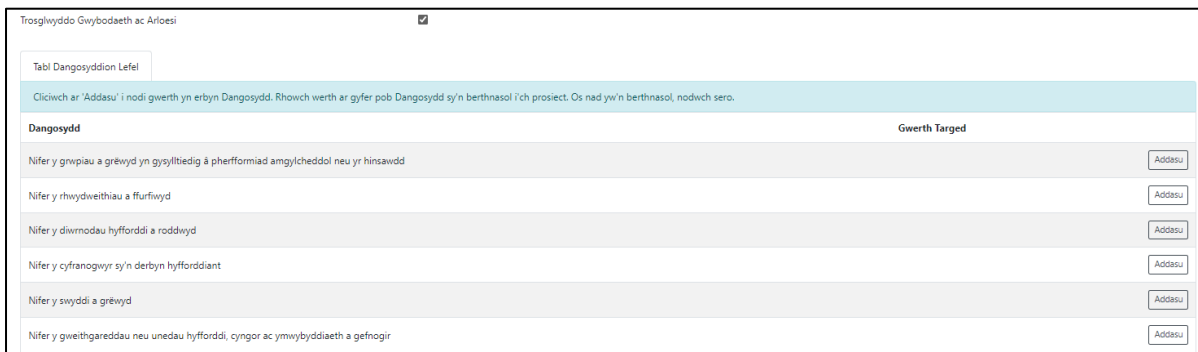 Trosglwyddo Gwybodaeth ac Arloesi
Tabl Dangosyddion Lefel
Cliciwch ar 'Addasu' i nodi gwerth yn erbyn Dangosydd. Rhowch werth ar gyfer pob Dangosydd sy'n berthnasol i'ch prosiect. Os nad yw'n berthnasol, nodwch sero.
Dangosydd Gwerth Targed
Nifer y grwpiau a grëwyd yn gysylltiedig â pherfformiad amgylcheddol neu yr hinsawdd Addasu
Nifer y rhwydweithiau a ffurfiwyd Addasu
Nifer y diwrnodau hyfforddi a roddwyd Addasu
Nifer y cyfranogwyr sy'n derbyn hyfforddiant Addasu
Nifer y swyddi a grëwyd Addasu
Nifer y gweithgareddau neu unedau hyfforddi, cyngor ac ymwybyddiaeth a gefnogir Addasu